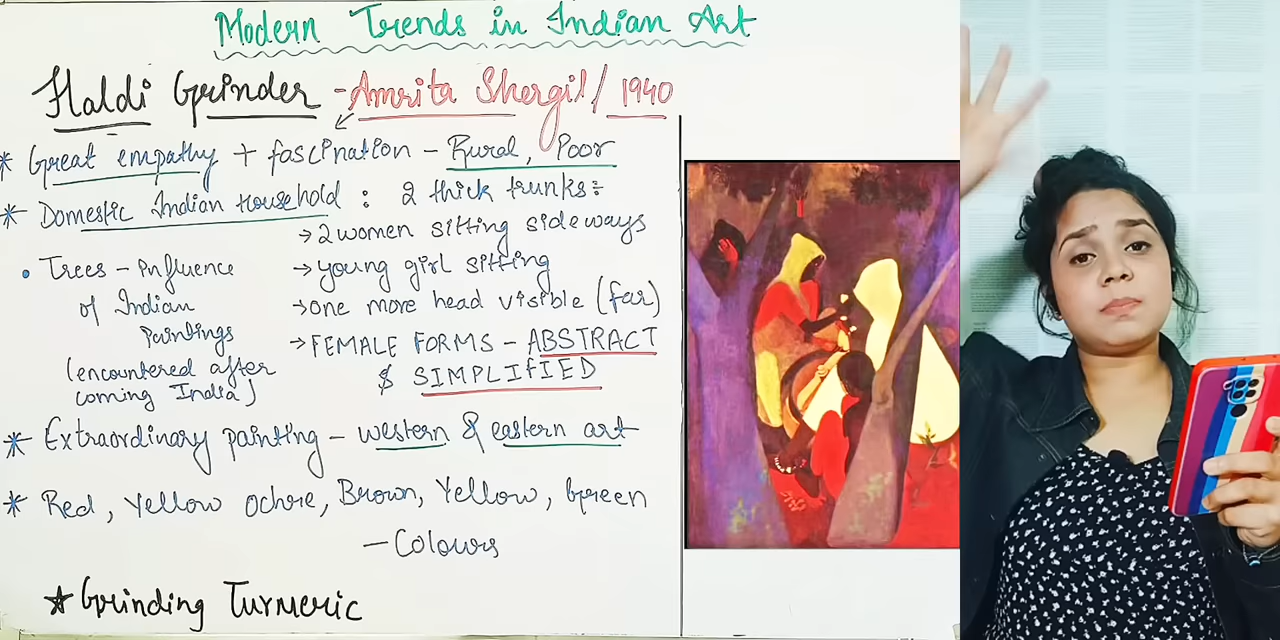 Modern Trends in Indian Art
Haldi Grinder - Amrita Shergil / 1940
* Great empathy + fascination - Rural, Poor
* Domestic Indian Household : 2 thick trunks:
→ 2 women sitting sideways
• Trees - Influence of Indian Paintings (encountered after coming India)
→ young girl sitting
→ one more head visible (far)
→ FEMALE FORMS - ABSTRACT
& SIMPLIFIED
* Extraordinary painting - western & eastern art
* Red, Yellow Ochre, Brown, Yellow, Green
- Colours
★ Grinding Turmeric